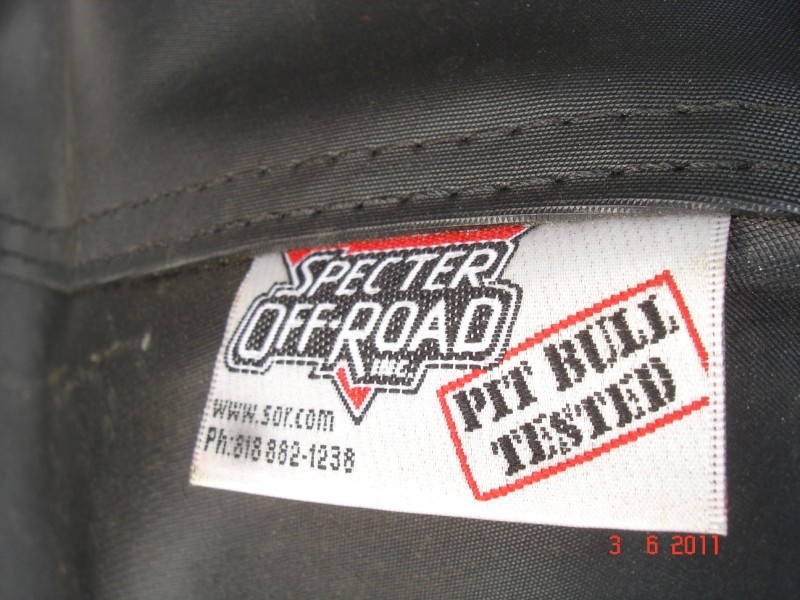 SPECTER
OFF-ROAD
INC.
www.sor.com
Ph:818 882-1238
PIT BULL
TESTED
3 6 2011